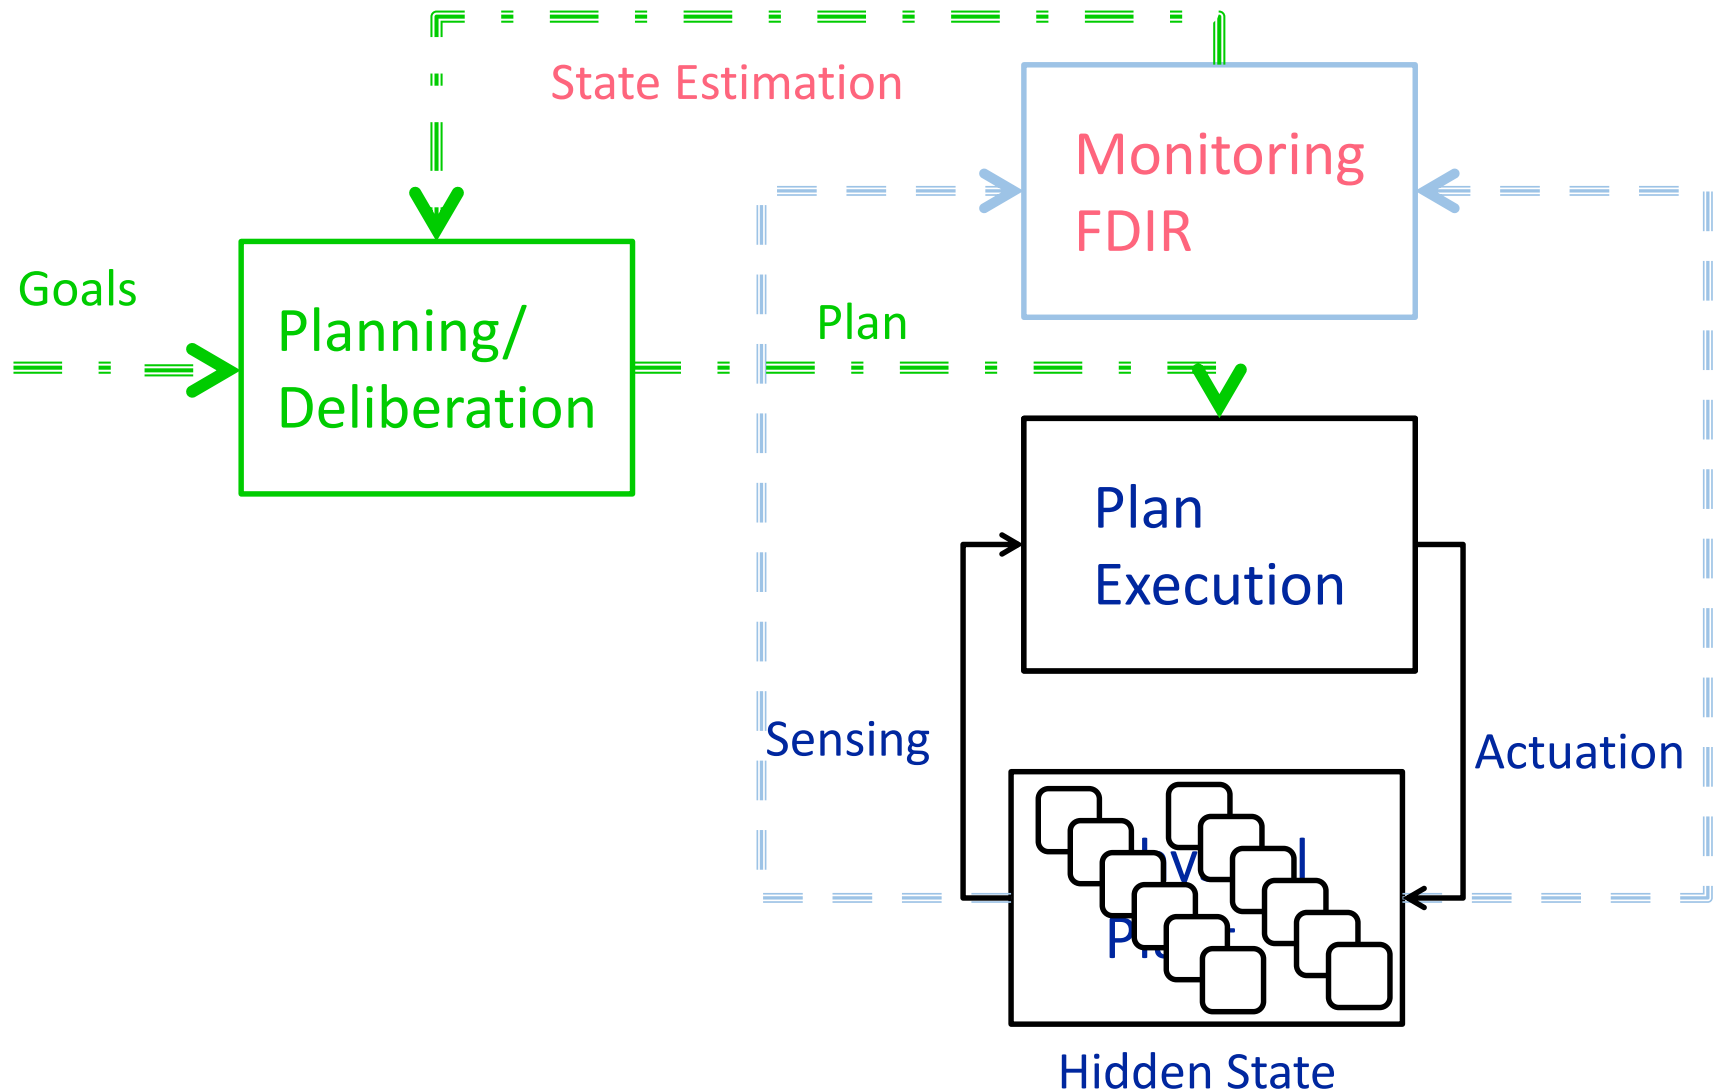 State Estimation
Monitoring
FDIR
Goals
Planning/
Deliberation
Plan
Plan
Execution
Sensing
Actuation
Hidden State